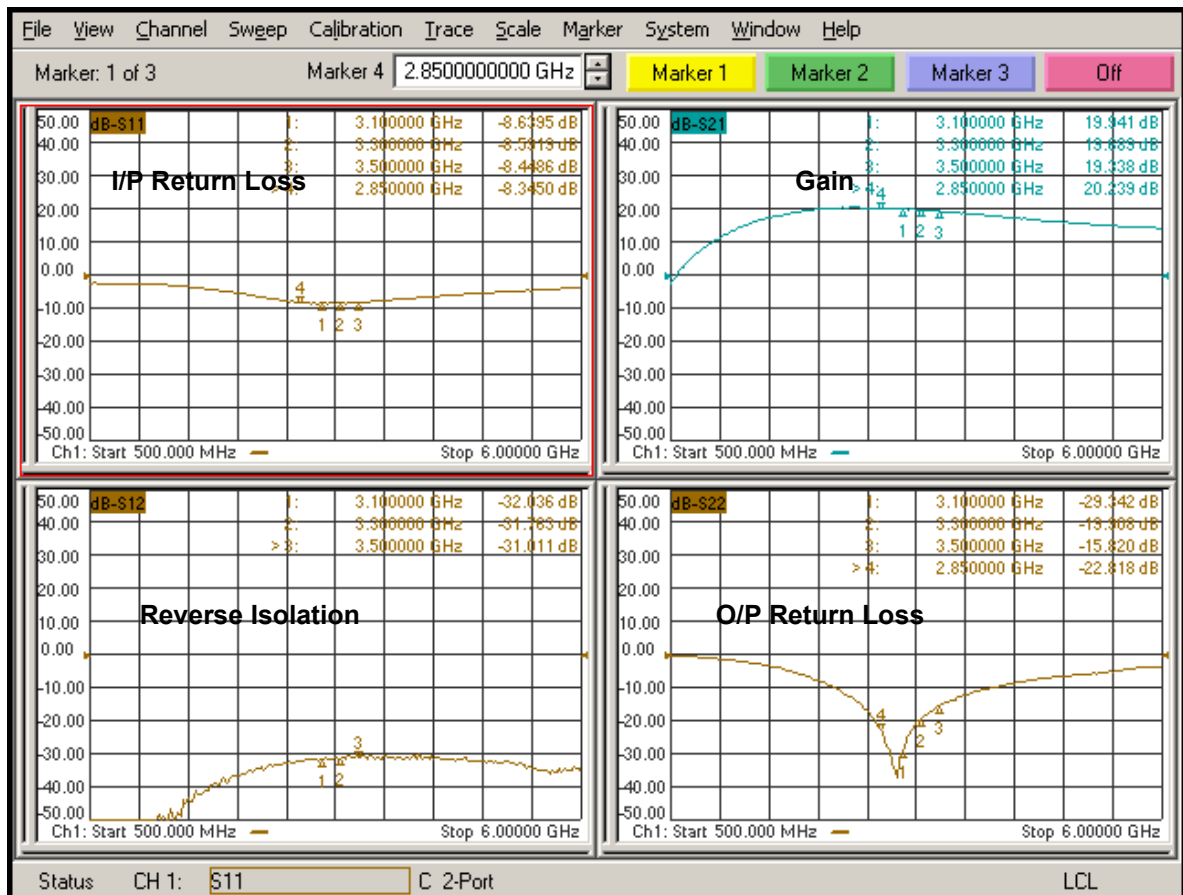 File View Channel Sweep Calibration Trace Scale Marker System Window Help
Marker: 1 of 3 Marker 4 2.8500000000 GHz Marker 1 Marker 2 Marker 3 Off
50.00 dB-S11 1: 3.100000 GHz -8.6395 dB
40.00 2: 3.300000 GHz -8.5919 dB
3: 3.500000 GHz -8.4486 dB
30.00 I/P Return Loss > 4: 2.850000 GHz -8.3450 dB
20.00
10.00
0.00
4
-10.00
1 2 3
-20.00
-30.00
-40.00
-50.00
Ch1: Start 500.000 MHz Stop 6.00000 GHz
50.00 dB-S21 1: 3.100000 GHz 19.941 dB
40.00 2: 3.300000 GHz 19.689 dB
3: 3.500000 GHz 19.338 dB
30.00 Gain > 4: 2.850000 GHz 20.239 dB
4
20.00
1 2 3
10.00
0.00
-10.00
-20.00
-30.00
-40.00
-50.00
Ch1: Start 500.000 MHz Stop 6.00000 GHz
50.00 dB-S12 1: 3.100000 GHz -32.036 dB
40.00 2: 3.300000 GHz -31.783 dB
> 3: 3.500000 GHz -31.011 dB
30.00
20.00
Reverse Isolation
10.00
0.00
-10.00
-20.00
3
-30.00
1 2
-40.00
-50.00
Ch1: Start 500.000 MHz Stop 6.00000 GHz
50.00 dB-S22 1: 3.100000 GHz -29.342 dB
40.00 2: 3.300000 GHz -19.908 dB
3: 3.500000 GHz -15.820 dB
30.00 > 4: 2.850000 GHz -22.818 dB
20.00
O/P Return Loss
10.00
0.00
-10.00
4
-20.00
2 3
-30.00
1
-40.00
-50.00
Ch1: Start 500.000 MHz Stop 6.00000 GHz
Status CH 1: S11 C 2-Port LCL